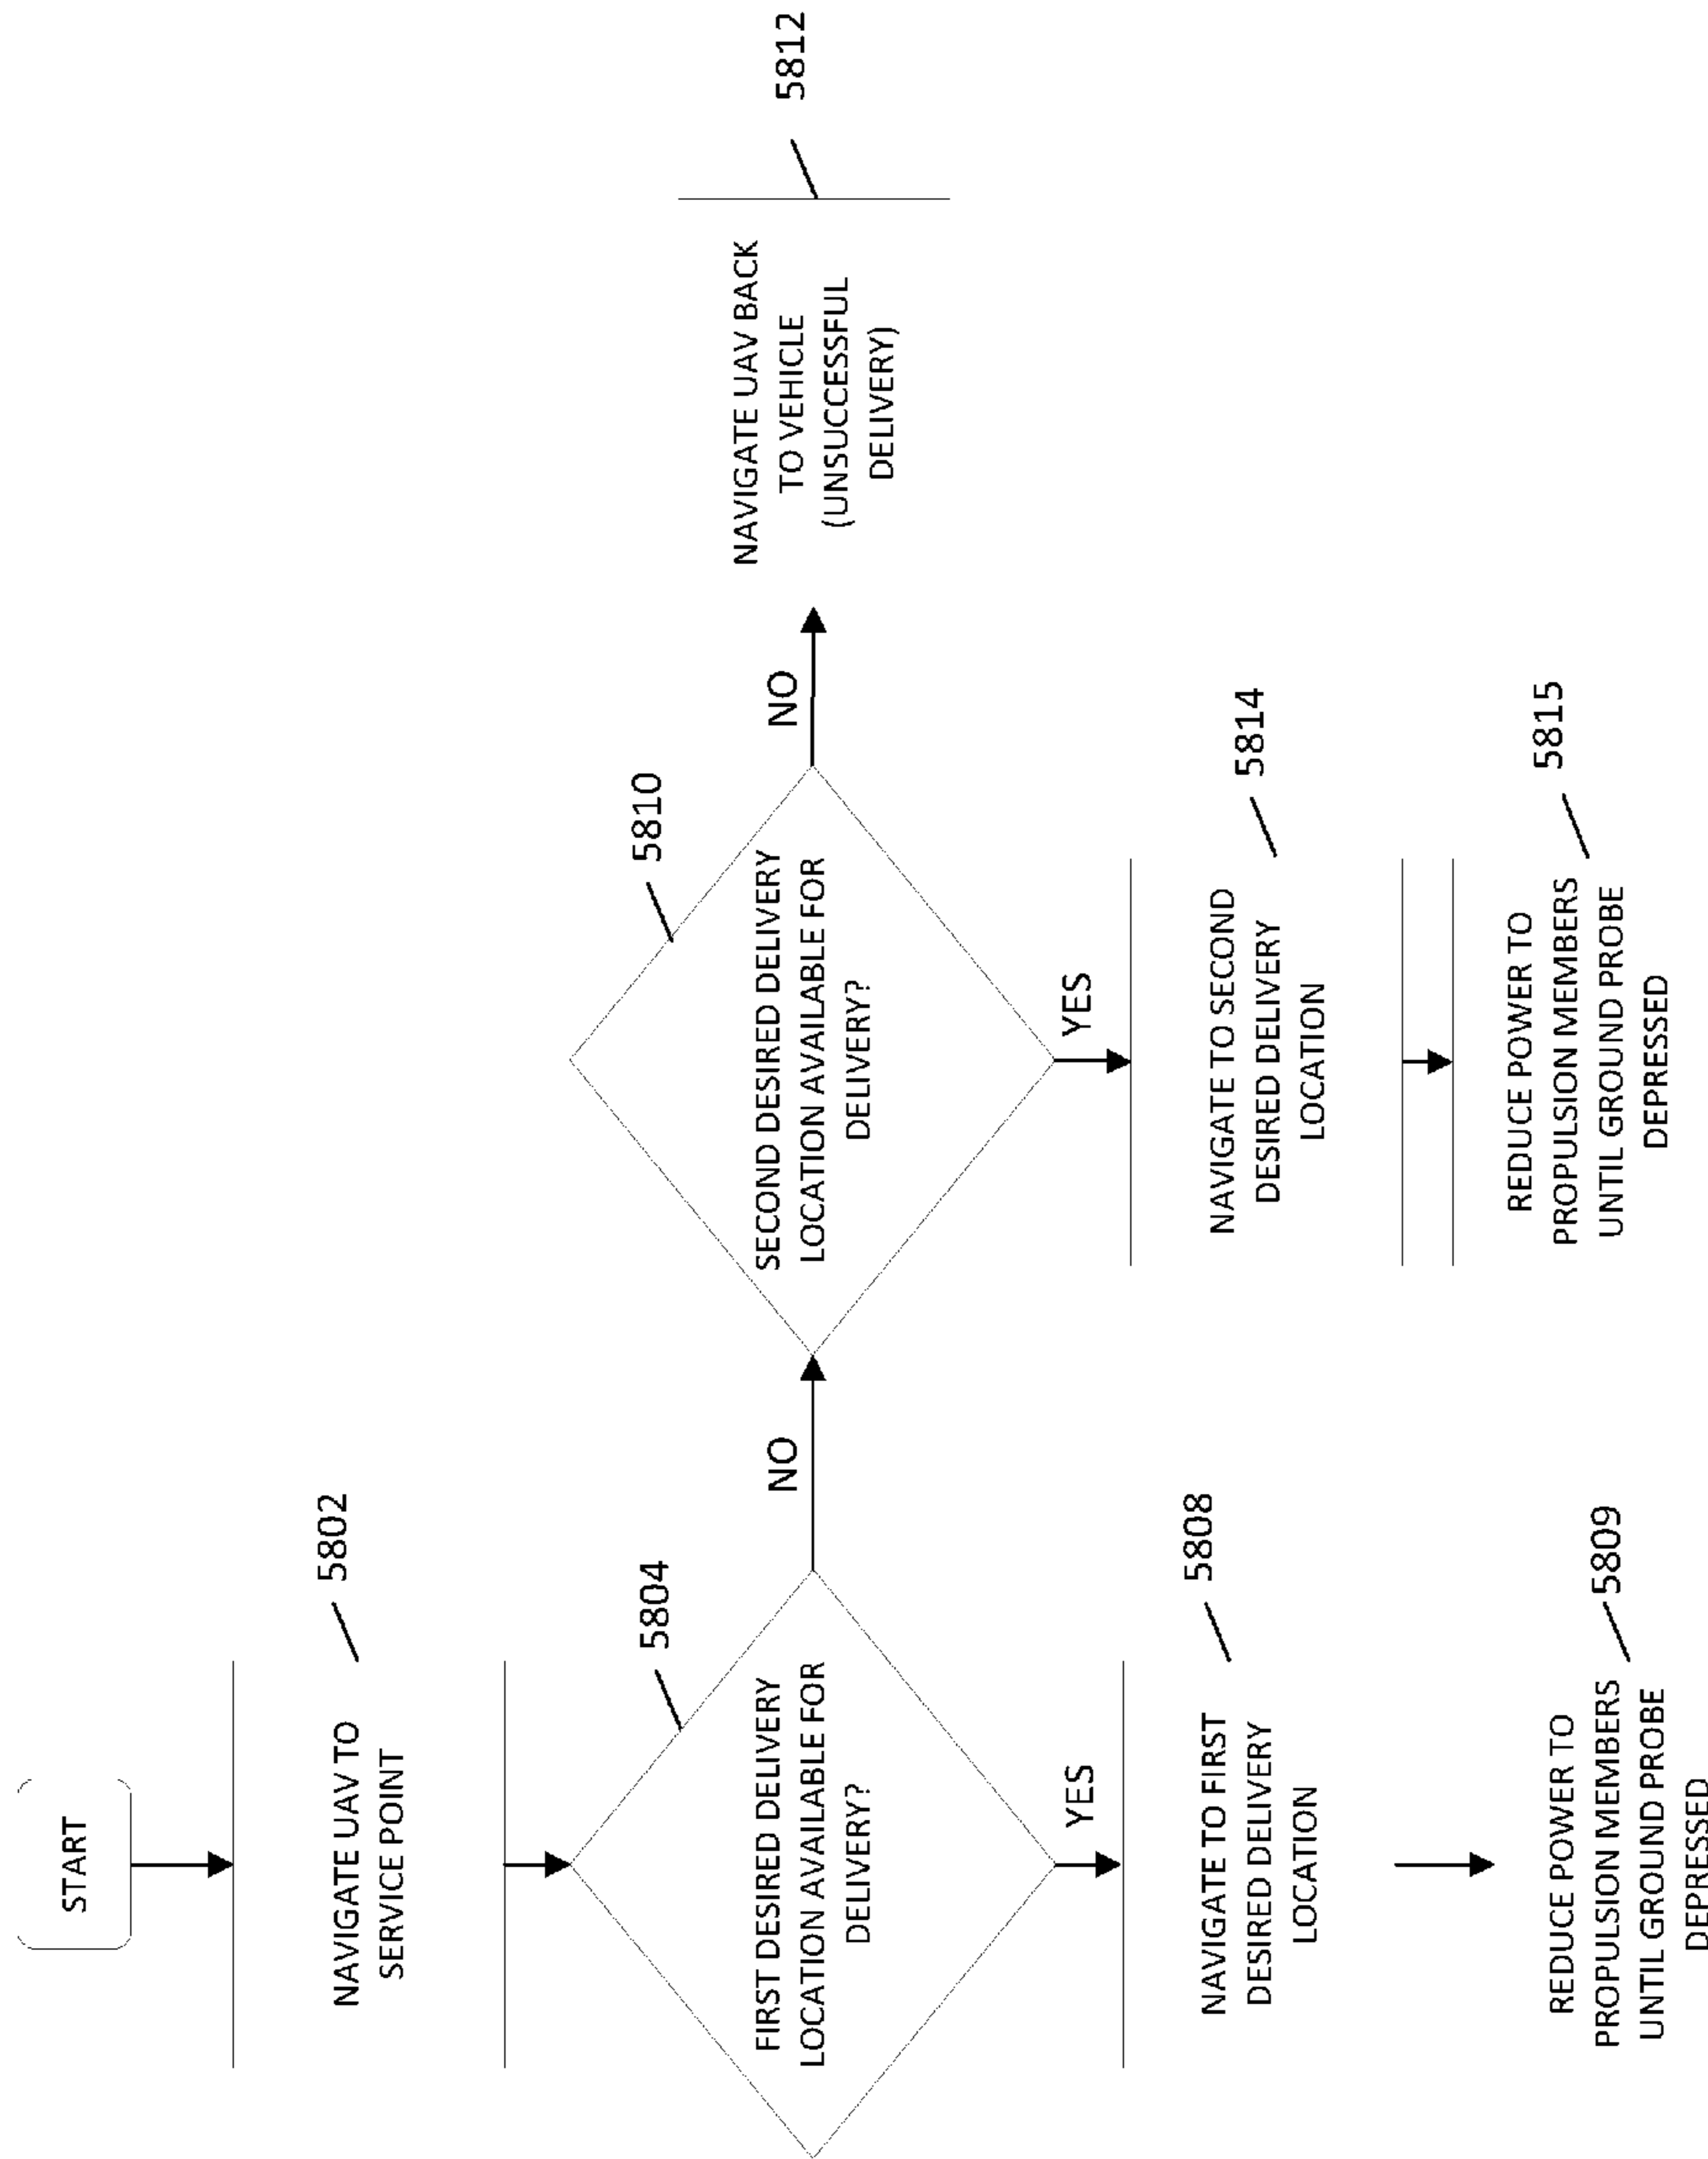 START
NAVIGATE UAV TO
SERVICE POINT
5802
FIRST DESIRED DELIVERY
LOCATION AVAILABLE FOR
DELIVERY?
5804
NO
YES
NAVIGATE TO FIRST
DESIRED DELIVERY
LOCATION
5808
REDUCE POWER TO
PROPULSION MEMBERS
UNTIL GROUND PROBE
DEPRESSED
5809
SECOND DESIRED DELIVERY
LOCATION AVAILABLE FOR
DELIVERY?
5810
NO
YES
NAVIGATE UAV BACK
TO VEHICLE
(UNSUCCESSFUL
DELIVERY)
5812
NAVIGATE TO SECOND
DESIRED DELIVERY
LOCATION
5814
REDUCE POWER TO
PROPULSION MEMBERS
UNTIL GROUND PROBE
DEPRESSED
5815